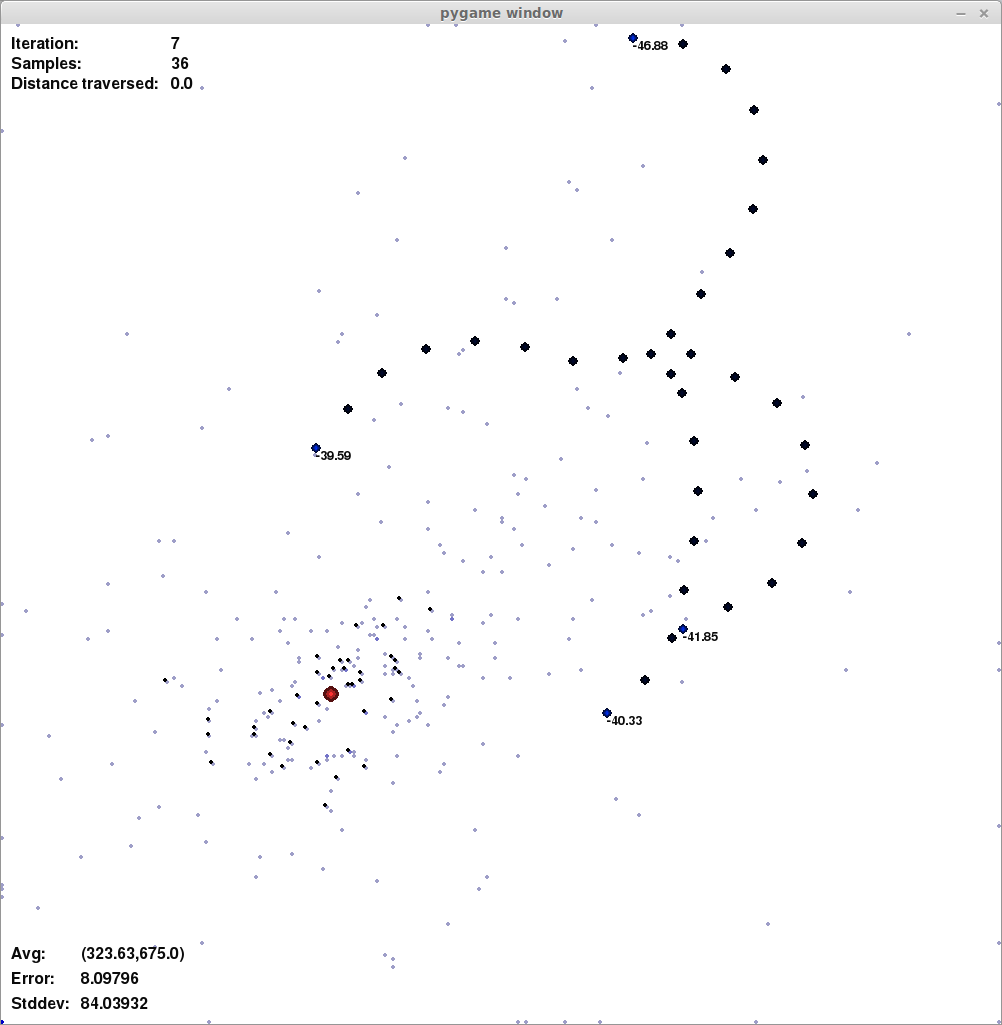 pygame window
Iteration: 7
Samples: 36
Distance traversed: 0.0
-46.88
-39.59
-41.85
-40.33
Avg: (323.63,675.0)
Error: 8.09796
Stddev: 84.03932